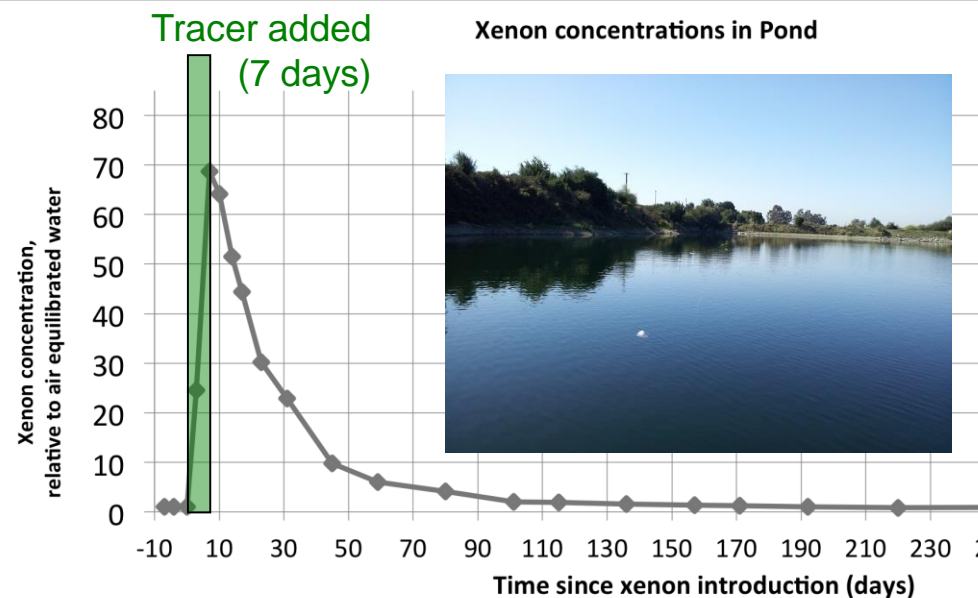 Tracer added
(7 days)
Xenon concentrations in Pond
Xenon concentration,
relative to air equilibrated water
80
70
60
50
40
30
20
10
0
-10 10 30 50 70 90 110 130 150 170 190 210 230
Time since xenon introduction (days)